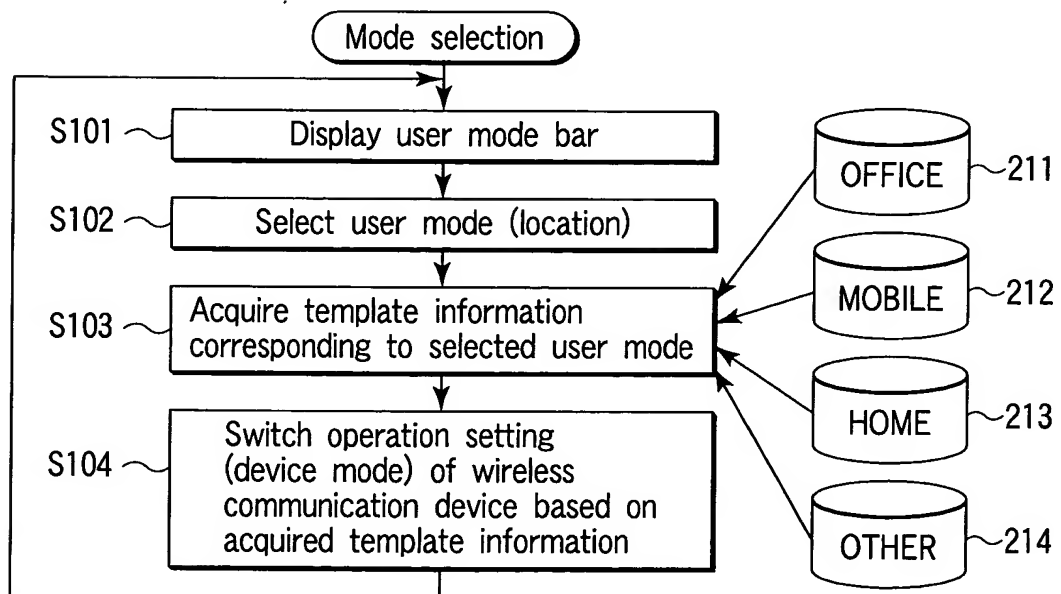 Mode selection
S101
Display user mode bar
S102
Select user mode (location)
S103
Acquire template information
corresponding to selected user mode
S104
Switch operation setting
(device mode) of wireless
communication device based on
acquired template information
OFFICE
211
MOBILE
212
HOME
213
OTHER
214